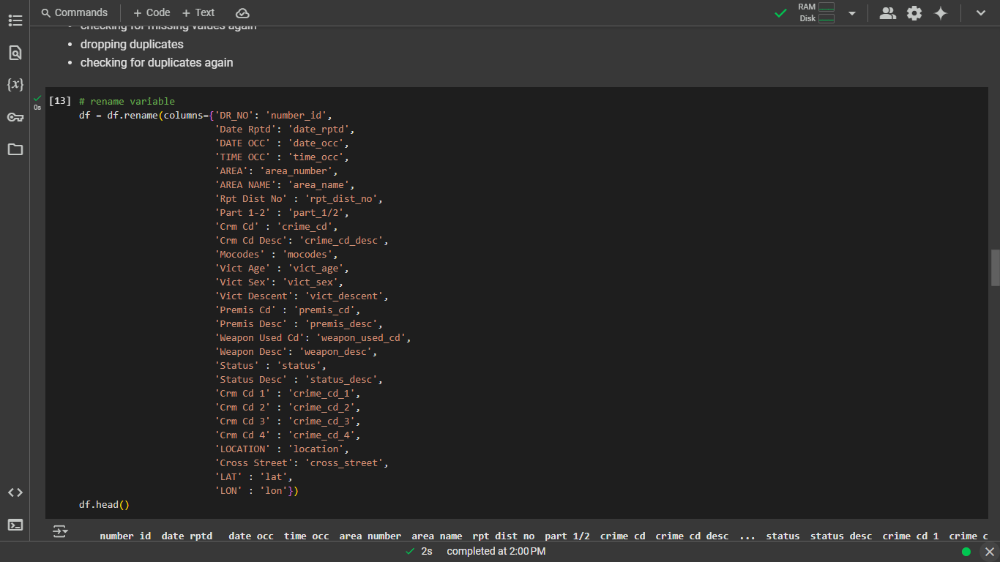 Commands + Code + Text
RAM
Disk
checking for missing values again
dropping duplicates
checking for duplicates again
[13] # rename variable
0s
df = df.rename(columns={'DR_NO': 'number_id',
'Date Rptd': 'date_rptd',
'DATE OCC' : 'date_occ',
'TIME OCC' : 'time_occ',
'AREA': 'area_number',
'AREA NAME': 'area_name',
'Rpt Dist No' : 'rpt_dist_no',
'Part 1-2' : 'part_1/2',
'Crm Cd' : 'crime_cd',
'Crm Cd Desc': 'crime_cd_desc',
'Mocodes' : 'mocodes',
'Vict Age' : 'vict_age',
'Vict Sex': 'vict_sex',
'Vict Descent': 'vict_descent',
'Premis Cd' : 'premis_cd',
'Premis Desc' : 'premis_desc',
'Weapon Used Cd': 'weapon_used_cd',
'Weapon Desc': 'weapon_desc',
'Status' : 'status',
'Status Desc' : 'status_desc',
'Crm Cd 1' : 'crime_cd_1',
'Crm Cd 2' : 'crime_cd_2',
'Crm Cd 3' : 'crime_cd_3',
'Crm Cd 4' : 'crime_cd_4',
'LOCATION' : 'location',
'Cross Street': 'cross_street',
'LAT' : 'lat',
'LON' : 'lon'})
df.head()
number_id date_rptd date_occ time_occ area_number area_name rpt_dist_no part_1/2 crime_cd crime_cd_desc ... status status_desc crime_cd_1 crime_c
2s completed at 2:00 PM